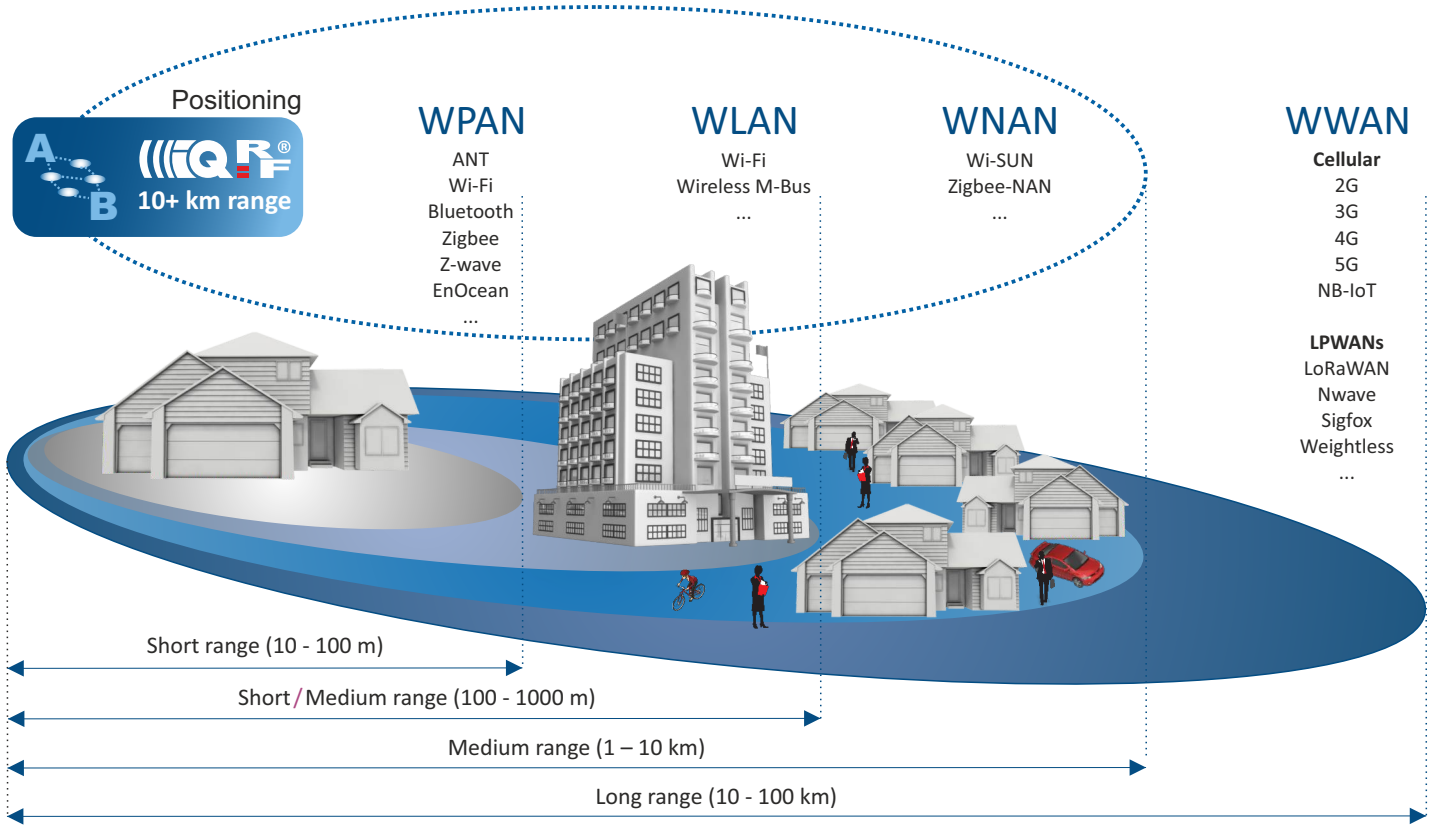 Positioning
A
B
IQRF®
10+ km range
WPAN
ANT
Wi-Fi
Bluetooth
Zigbee
Z-wave
EnOcean
...
WLAN
Wi-Fi
Wireless M-Bus
...
WNAN
Wi-SUN
Zigbee-NAN
...
WWAN
Cellular
2G
3G
4G
5G
NB-IoT
LPWANs
LoRaWAN
Nwave
Sigfox
Weightless
...
Short range (10 - 100 m)
Short/Medium range (100 - 1000 m)
Medium range (1 – 10 km)
Long range (10 - 100 km)